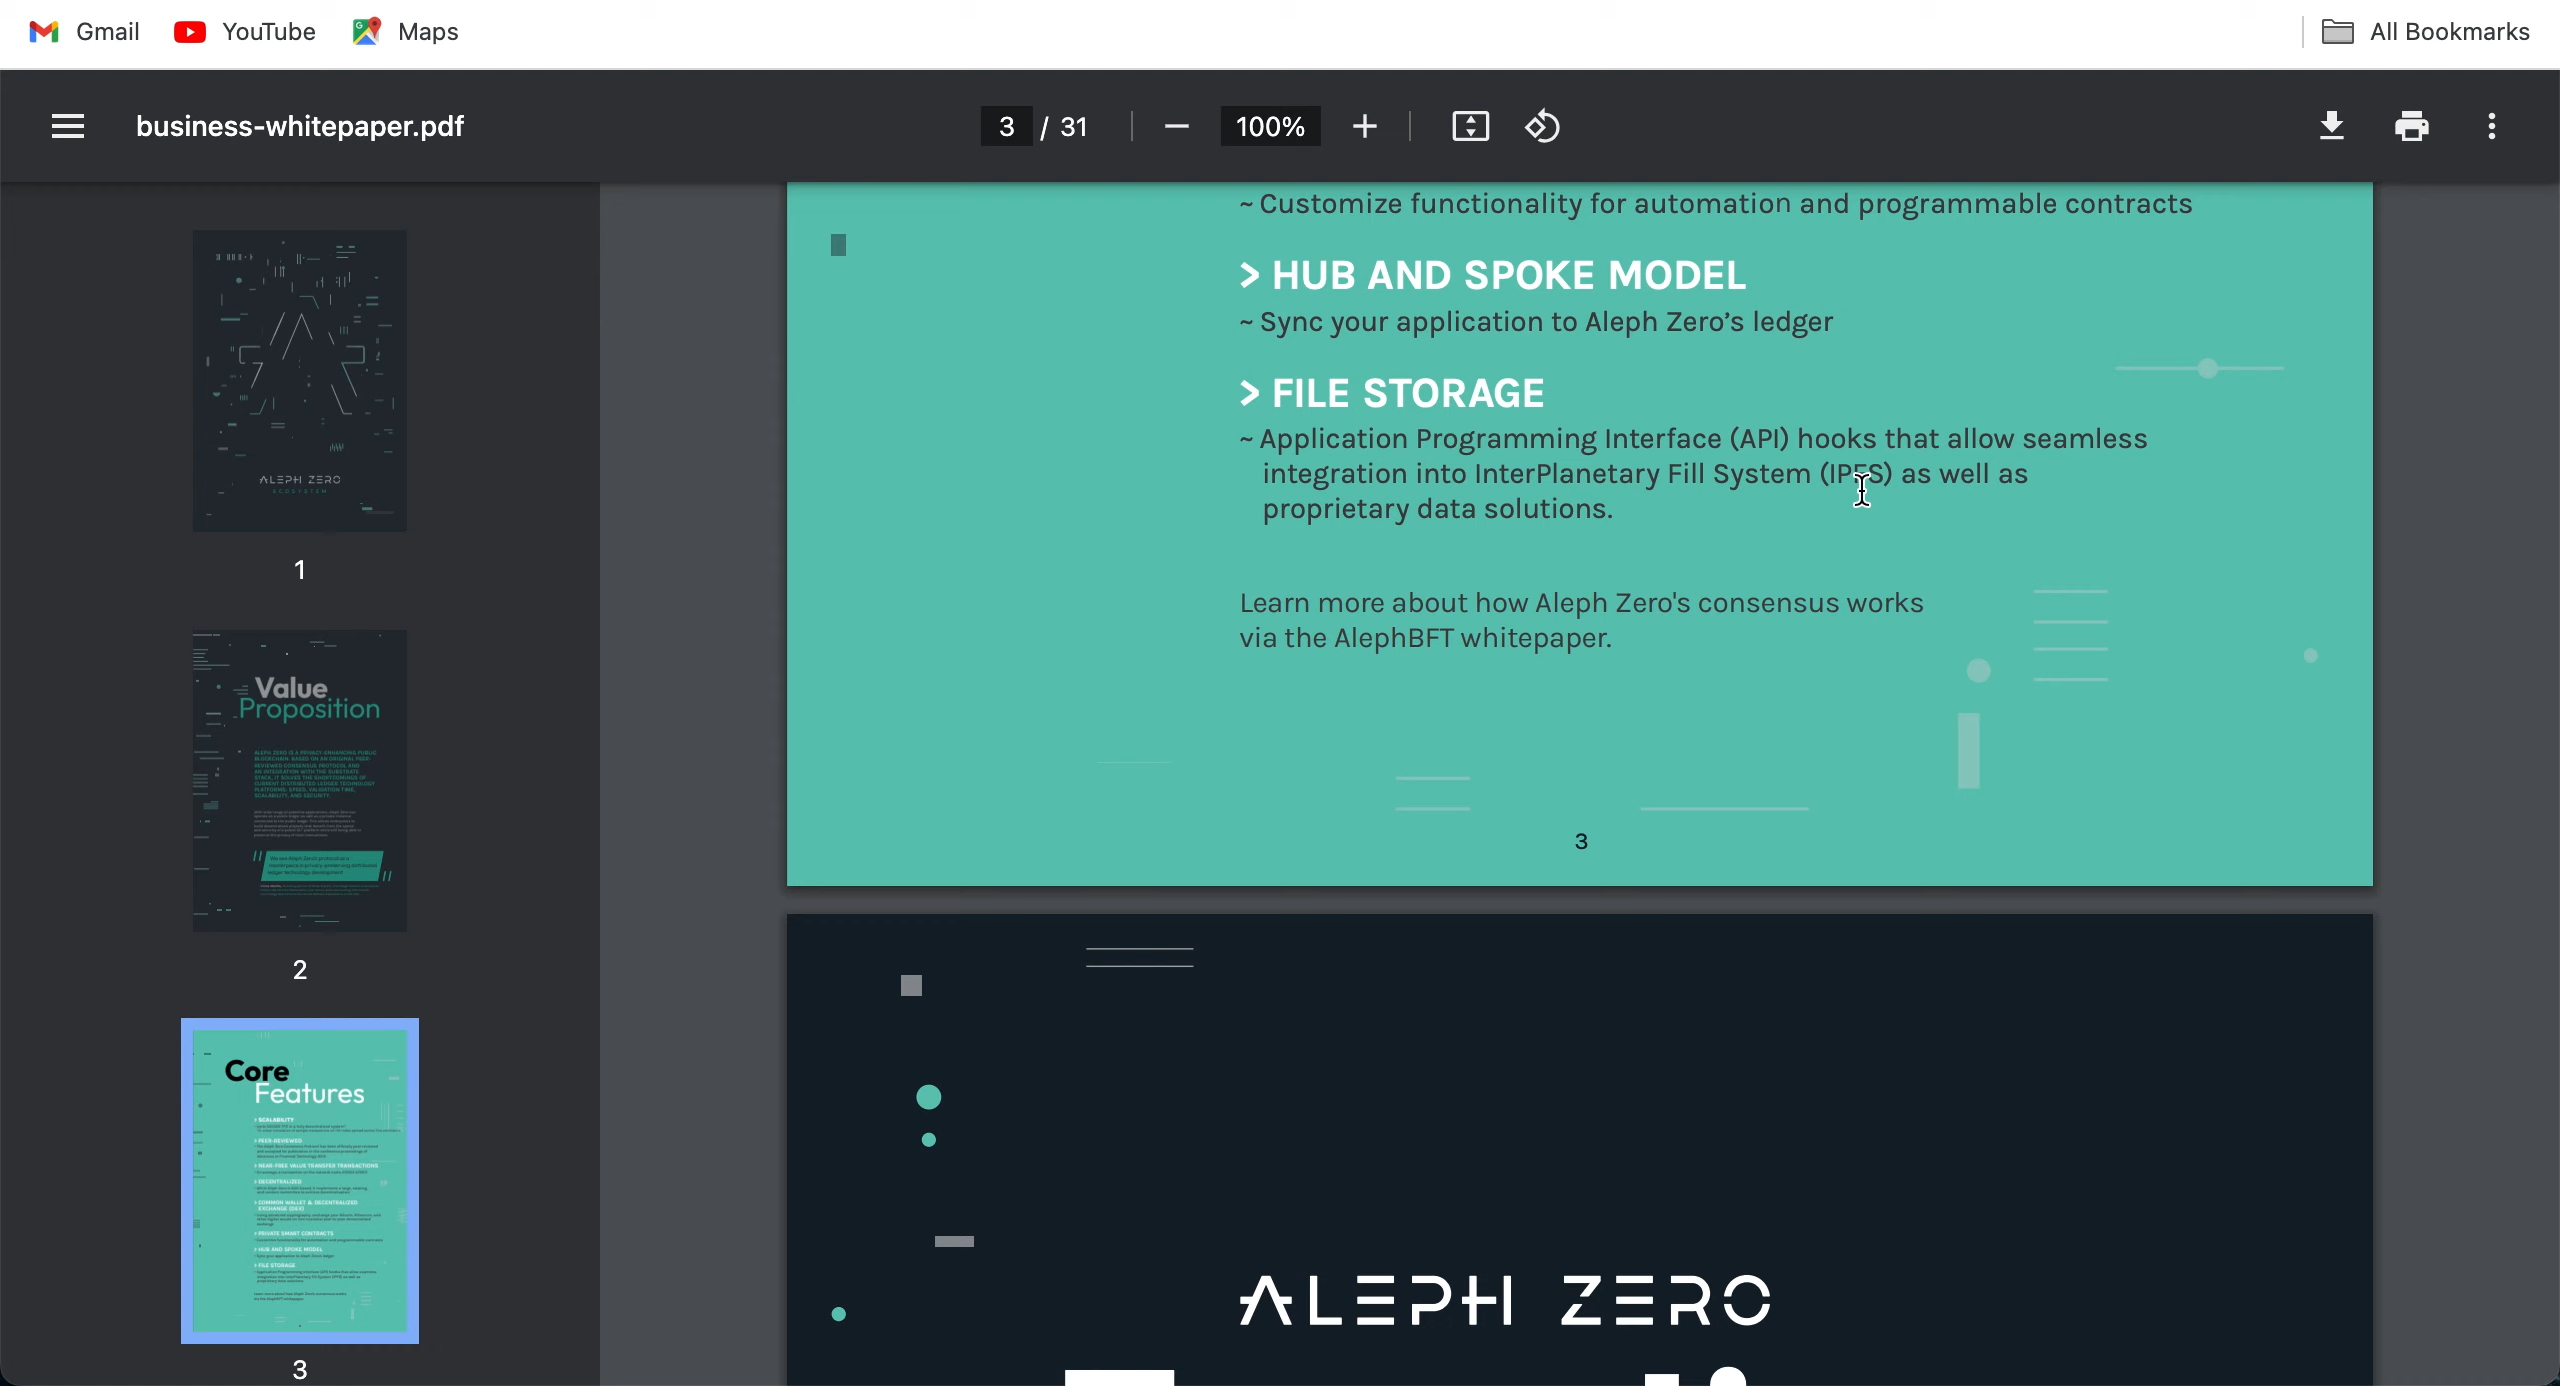 Gmail YouTube Maps All Bookmarks
business-whitepaper.pdf 3 / 31 100%
1
Value
Proposition
2
Core
Features
3
~ Customize functionality for automation and programmable contracts
> HUB AND SPOKE MODEL
~ Sync your application to Aleph Zero’s ledger
> FILE STORAGE
~ Application Programming Interface (API) hooks that allow seamless
integration into InterPlanetary Fill System (IPFS) as well as
proprietary data solutions.
Learn more about how Aleph Zero's consensus works
via the AlephBFT whitepaper.
3
ALEPH ZERO